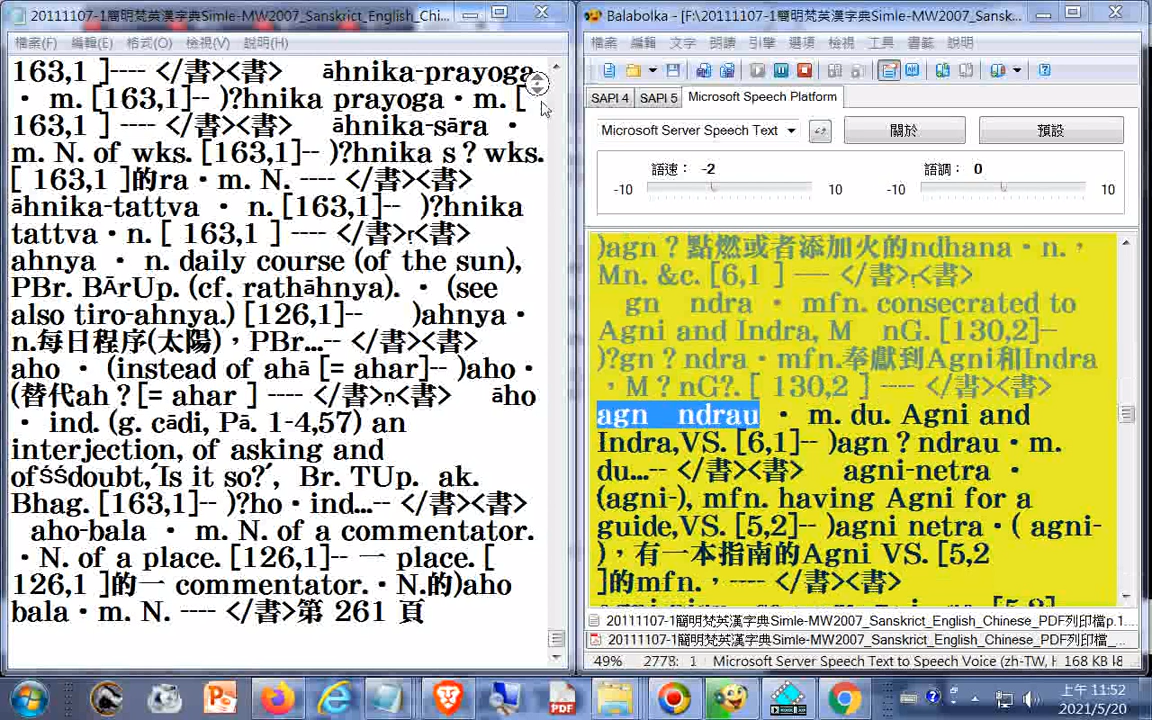 20111107-1簡明梵英漢字典Simle-MW2007_Sanskrict_English_Chi...
檔案(F) 編輯(E) 格式(O) 檢視(V) 說明(H)
163,1 ]---- </書><書> āhnika-prayoga
· m. [163,1]-- )?hnika prayoga·m. [
163,1 ] ---- </書><書> āhnika-sāra ·
m. N. of wks. [163,1]-- )?hnika s?wks.
[ 163,1 ]的ra·m. N. ---- </書><書>
āhnika-tattva · n. [163,1]-- )?hnika
tattva·n. [ 163,1 ] ---- </書>ṛ<書>
ahnya · n. daily course (of the sun),
PBr. BĀrUp. (cf. rathāhnya). · (see
also tiro-ahnya.) [126,1]-- )ahnya·
n.每日程序(太陽)，PBr...-- </書><書>
aho · (instead of ahā [= ahar]-- )aho·
(替代ah?[= ahar ] ---- </書>ṇ<書> āho
· ind. (g. cādi, Pā. 1-4,57) an
interjection, of asking and
ofśśdoubt,'Is it so?', Br. TUp. ak.
Bhag. [163,1]-- )?ho·ind...-- </書><書>
aho-bala · m. N. of a commentator.
·N. of a place. [126,1]-- 一 place. [
126,1 ]的一 commentator.·N.的)aho
bala·m. N. ---- </書>第 261 頁
Balabolka - [F:\20111107-1簡明梵英漢字典Simle-MW2007_Sansk...
檔案 編輯 文字 朗讀 引擎 選項 檢視 工具 書籤 說明
SAPI 4 SAPI 5 Microsoft Speech Platform
Microsoft Server Speech Text 關於 預設
語速： -2 語調： 0
-10 10 -10 10
)agn?點燃或者添加火的ndhana·n.，
Mn. &c. [6,1 ] ---- </書>ṛ<書>
gn ndra · mfn. consecrated to
Agni and Indra, M nG. [130,2]--
)?gn?ndra·mfn.奉獻到Agni和Indra
，M?nG?. [ 130,2 ] ---- </書><書>
agn ndrau · m. du. Agni and
Indra,VS. [6,1]-- )agn?ndrau·m.
du...-- </書><書> agni-netra ·
(agni-), mfn. having Agni for a
guide,VS. [5,2]-- )agni netra·( agni-
)，有一本指南的Agni VS. [5,2
]的mfn.，---- </書><書>
20111107-1簡明梵英漢字典Simle-MW2007_Sanskrict_English_Chinese_PDF列印檔p.1...
20111107-1簡明梵英漢字典Simle-MW2007_Sanskrict_English_Chinese_PDF列印檔_...
49% 2778: 1 Microsoft Server Speech Text to Speech Voice (zh-TW, H 168 KB
上午 11:52
2021/5/20